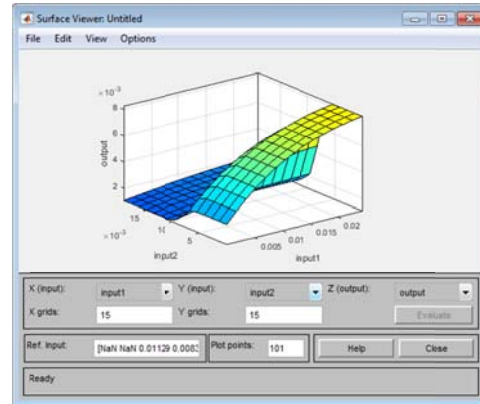 Surface Viewer: Untitled
File Edit View Options
×10⁻³
8
6
4
2
output
15 10 5
×10⁻³
input2
0.005 0.01 0.015 0.02
input1
X (input): input1 Y (input): input2 Z (output): output
X grids: 15 Y grids: 15 Evaluate
Ref. Input: [NaN NaN 0.01129 0.0083 Plot points: 101 Help Close
Ready